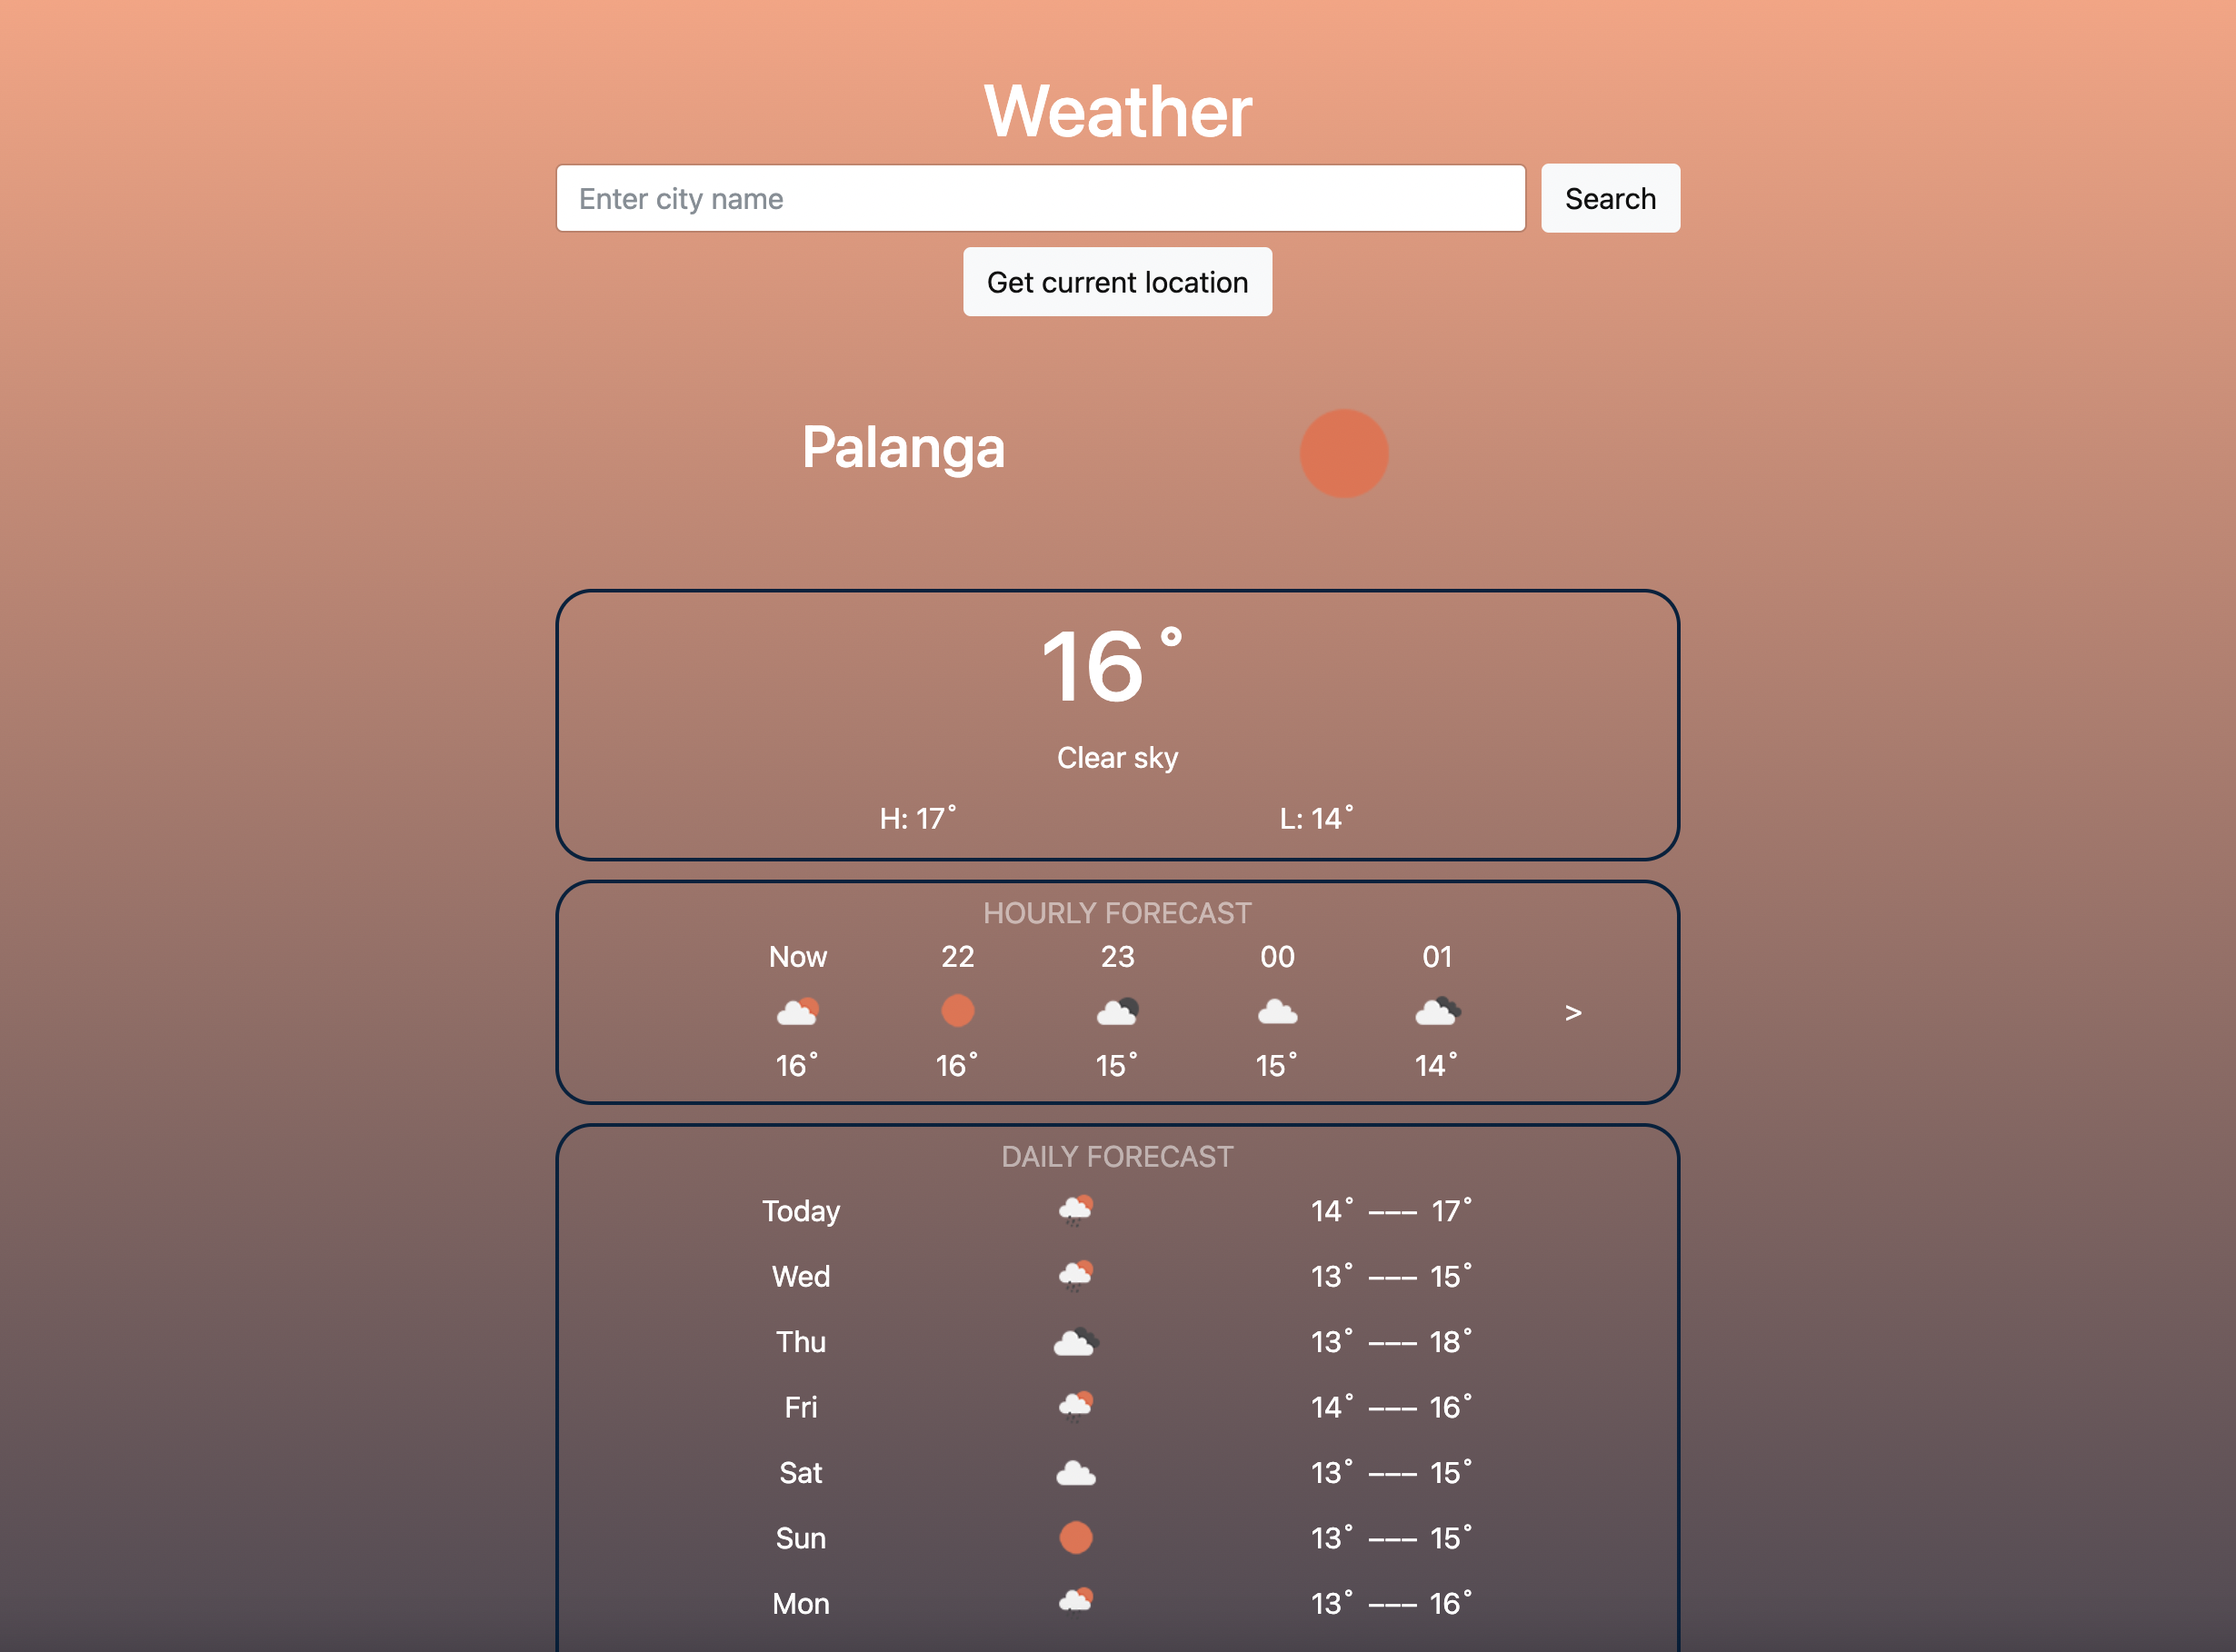 Weather
Enter city name Search
Get current location
Palanga
16°
Clear sky
H: 17° L: 14°
HOURLY FORECAST
Now 22 23 00 01
>
16° 16° 15° 15° 14°
DAILY FORECAST
Today 14° ––– 17°
Wed 13° ––– 15°
Thu 13° ––– 18°
Fri 14° ––– 16°
Sat 13° ––– 15°
Sun 13° ––– 15°
Mon 13° ––– 16°